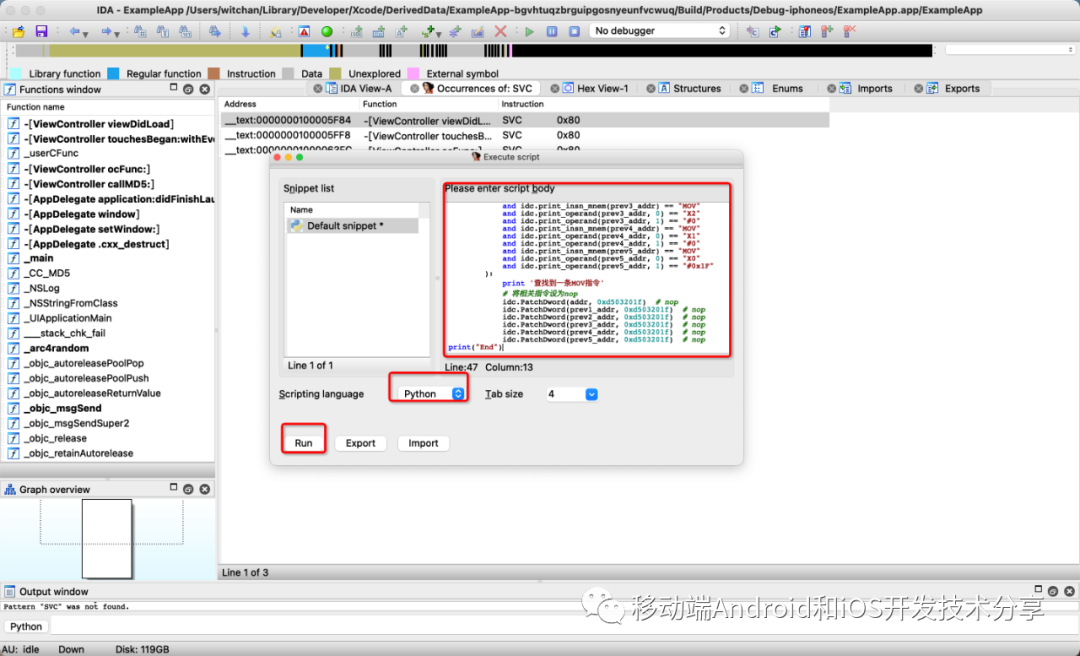 IDA - ExampleApp /Users/witchan/Library/Developer/Xcode/DerivedData/ExampleApp-bgvhtuqzbrguipgosnyeunfvcwuq/Build/Products/Debug-iphoneos/ExampleApp.app/ExampleApp
No debugger
Library function Regular function Instruction Data Unexplored External symbol
Functions window
IDA View-A Occurrences of: SVC Hex View-1 Structures Enums Imports Exports
Function name
-[ViewController viewDidLoad]
-[ViewController touchesBegan:withEve
_userCFunc
-[ViewController ocFunc:]
-[ViewController callMD5:]
-[AppDelegate application:didFinishLau
-[AppDelegate window]
-[AppDelegate setWindow:]
-[AppDelegate .cxx_destruct]
_main
_CC_MD5
_NSLog
_NSStringFromClass
_UIApplicationMain
___stack_chk_fail
_arc4random
_objc_autoreleasePoolPop
_objc_autoreleasePoolPush
_objc_autoreleaseReturnValue
_objc_msgSend
_objc_msgSendSuper2
_objc_release
_objc_retainAutorelease
Address Function Instruction
__text:0000000100005F84 -[ViewController viewDidL... SVC 0x80
__text:0000000100005FF8 -[ViewController touchesB... SVC 0x80
Execute script
Snippet list
Name
Default snippet *
Line 1 of 1
Please enter script body
and idc.print_insn_mnem(prev3_addr) == "MOV"
and idc.print_operand(prev3_addr, 0) == "X2"
and idc.print_operand(prev3_addr, 1) == "#0"
and idc.print_insn_mnem(prev4_addr) == "MOV"
and idc.print_operand(prev4_addr, 0) == "X1"
and idc.print_operand(prev4_addr, 1) == "#0"
and idc.print_insn_mnem(prev5_addr) == "MOV"
and idc.print_operand(prev5_addr, 0) == "X0"
and idc.print_operand(prev5_addr, 1) == "#0x1F"
):
print '查找到一条MOV指令'
# 将相关指令设为nop
idc.PatchDword(addr, 0xd503201f) # nop
idc.PatchDword(prev1_addr, 0xd503201f) # nop
idc.PatchDword(prev2_addr, 0xd503201f) # nop
idc.PatchDword(prev3_addr, 0xd503201f) # nop
idc.PatchDword(prev4_addr, 0xd503201f) # nop
idc.PatchDword(prev5_addr, 0xd503201f) # nop
print("End")
Line:47 Column:13
Scripting language Python Tab size 4
Run Export Import
Graph overview
Line 1 of 3
Output window
Pattern "SVC" was not found.
Python
移动端Android和iOS开发技术分享
AU: idle Down Disk: 119GB